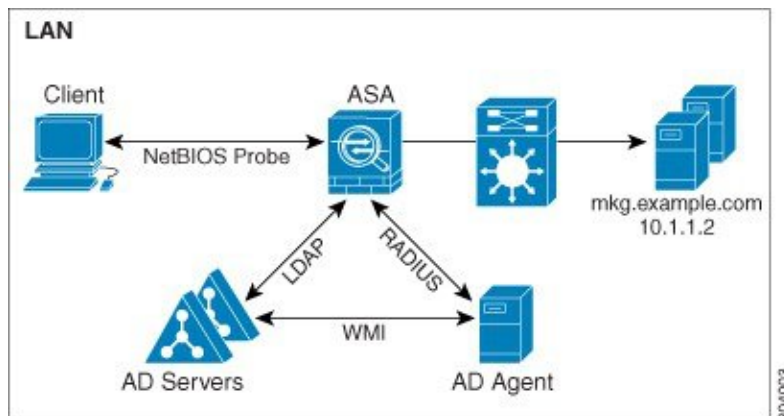 LAN
Client
ASA
NetBIOS Probe
mkg.example.com
10.1.1.2
LDAP
RADIUS
WMI
AD Servers
AD Agent